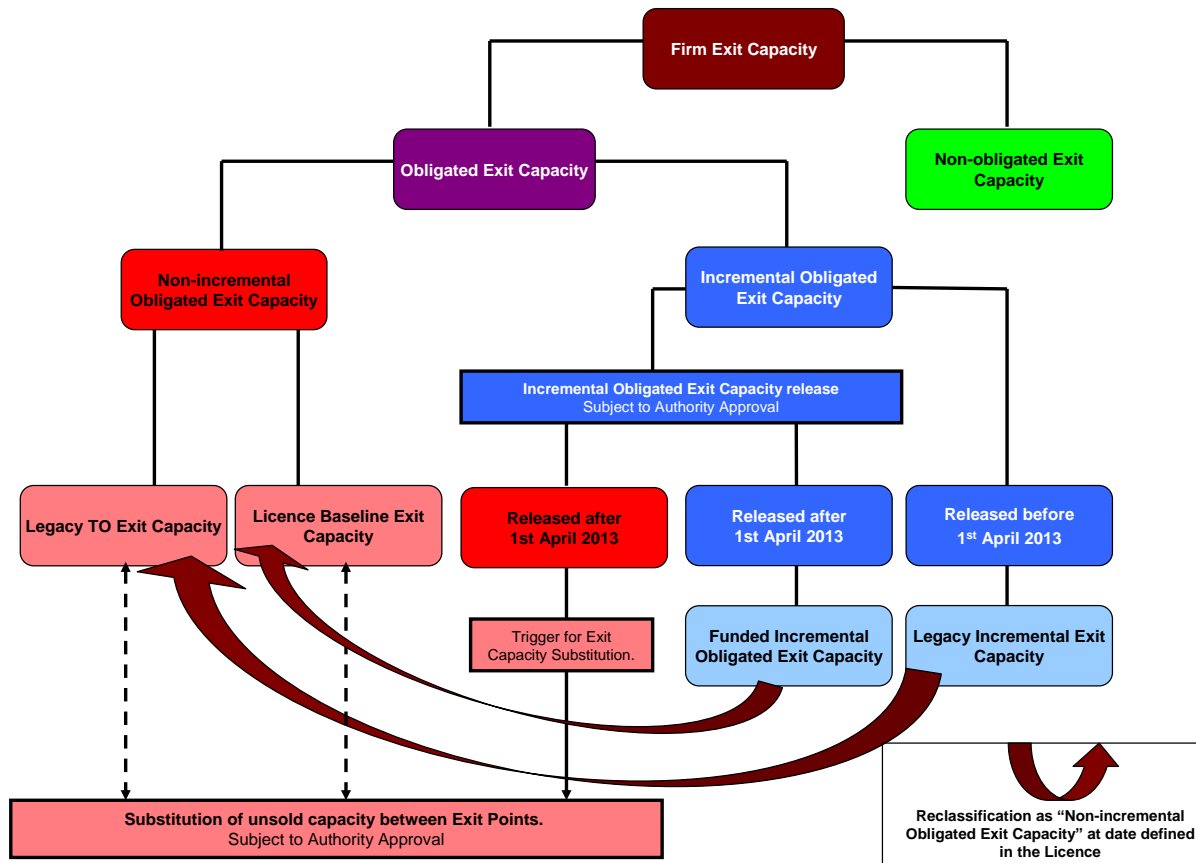 Firm Exit Capacity
Obligated Exit Capacity
Non-obligated Exit
Capacity
Non-incremental
Obligated Exit Capacity
Incremental Obligated
Exit Capacity
Incremental Obligated Exit Capacity release
Subject to Authority Approval
Legacy TO Exit Capacity
Licence Baseline Exit
Capacity
Released after
1st April 2013
Released after
1st April 2013
Released before
1st April 2013
Trigger for Exit
Capacity Substitution.
Funded Incremental
Obligated Exit Capacity
Legacy Incremental Exit
Capacity
Substitution of unsold capacity between Exit Points.
Subject to Authority Approval
Reclassification as “Non-incremental
Obligated Exit Capacity” at date defined
in the Licence